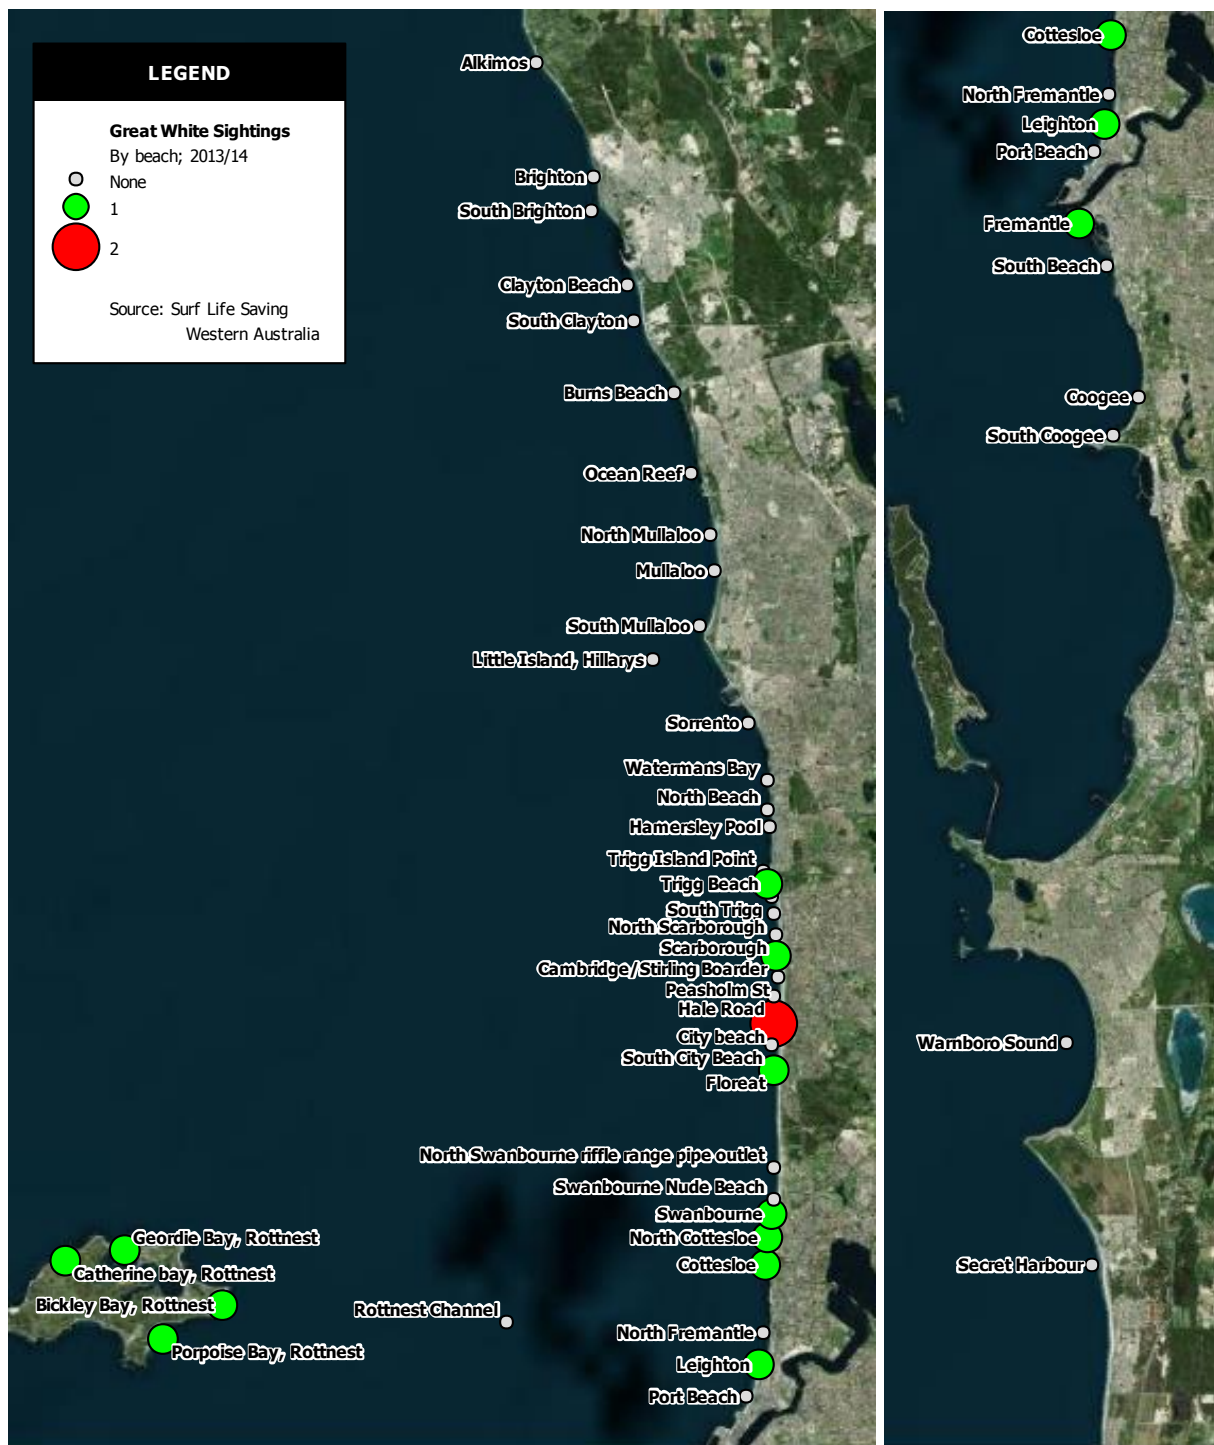 LEGEND
Great White Sightings
By beach; 2013/14
None
1
2
Source: Surf Life Saving
Western Australia
Alkimos
Brighton
South Brighton
Clayton Beach
South Clayton
Burns Beach
Ocean Reef
North Mullaloo
Mullaloo
South Mullaloo
Little Island, Hillarys
Sorrento
Watermans Bay
North Beach
Hamersley Pool
Trigg Island Point
Trigg Beach
South Trigg
North Scarborough
Scarborough
Cambridge/Stirling Boarder
Peasholm St
Hale Road
City beach
South City Beach
Floreat
North Swanbourne riffle range pipe outlet
Swanbourne Nude Beach
Swanbourne
North Cottesloe
Cottesloe
Geordie Bay, Rottnest
Catherine bay, Rottnest
Bickley Bay, Rottnest
Porpoise Bay, Rottnest
Rottnest Channel
North Fremantle
Leighton
Port Beach
Cottesloe
North Fremantle
Leighton
Port Beach
Fremantle
South Beach
Coogee
South Coogee
Warnboro Sound
Secret Harbour